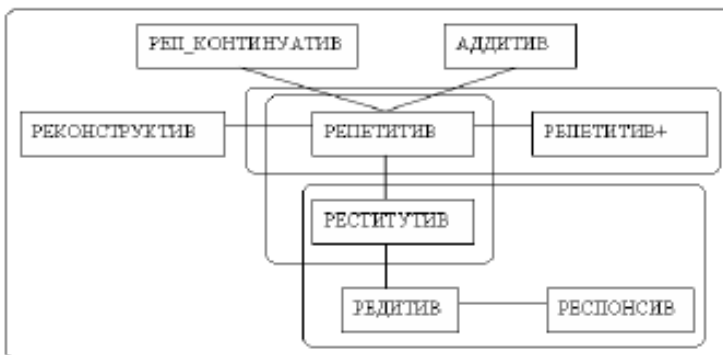 РЕП_КОНТИНУАТИВ
АДДИТИВ
РЕКОНСТРУКТИВ
РЕПЕТИТИВ
РЕПЕТИТИВ+
РЕСТИТУТИВ
РЕДИТИВ
РЕСПОНСИВ